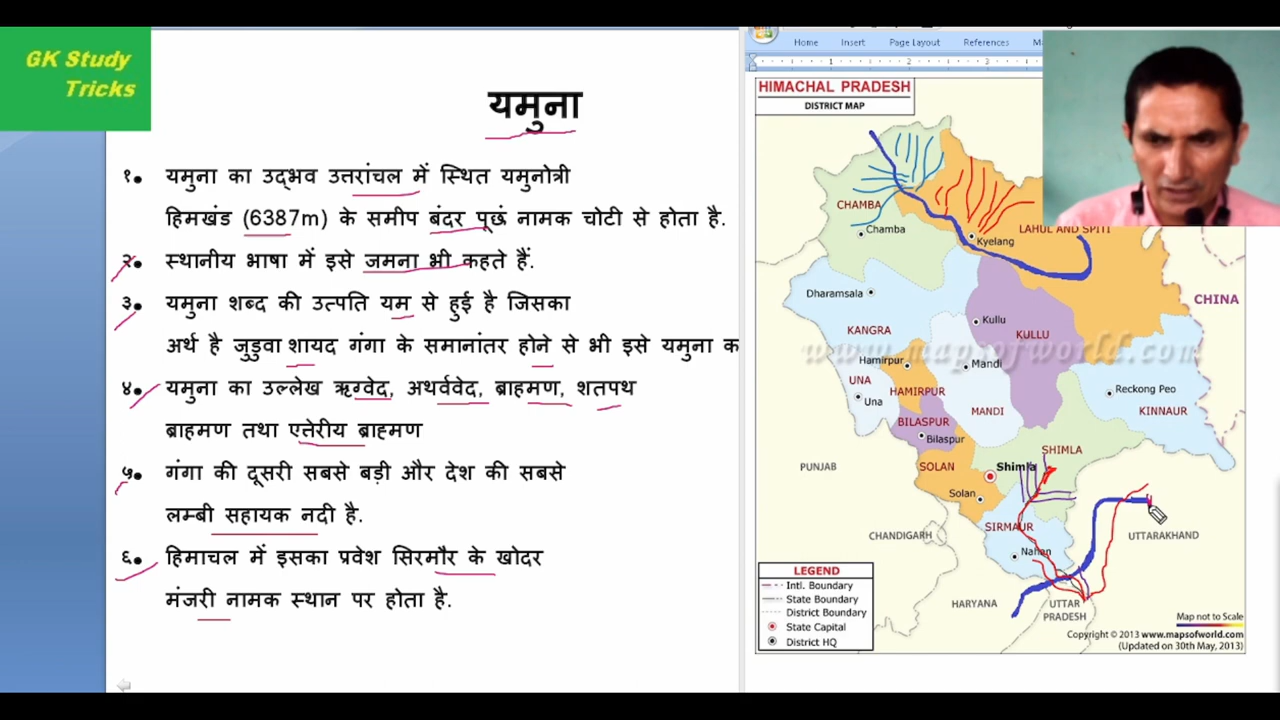 GK Study
Tricks
यमुना
१. यमुना का उद्भव उत्तरांचल में स्थित यमुनोत्री
हिमखंड (6387m) के समीप बंदर पूछं नामक चोटी से होता है.
२. स्थानीय भाषा में इसे जमना भी कहते हैं.
३. यमुना शब्द की उत्पति यम से हुई है जिसका
अर्थ है जुडुवा शायद गंगा के समानांतर होने से भी इसे यमुना क
४. यमुना का उल्लेख ऋग्वेद, अथर्ववेद, ब्राहमण, शतपथ
ब्राहमण तथा एत्तेरीय ब्राह्मण
५. गंगा की दूसरी सबसे बड़ी और देश की सबसे
लम्बी सहायक नदी है.
६. हिमाचल में इसका प्रवेश सिरमौर के खोदर
मंजरी नामक स्थान पर होता है.
Home Insert Page Layout References
HIMACHAL PRADESH
DISTRICT MAP
CHAMBA
Chamba
LAHUL AND SPITI
Kyelang
Dharamsala
CHINA
Kullu
KANGRA
KULLU
www.mapsofworld.com
Hamirpur
Mandi
UNA
Una
HAMIRPUR
Reckong Peo
MANDI
KINNAUR
BILASPUR
Bilaspur
SHIMLA
PUNJAB
SOLAN
Shimla
Solan
SIRMAUR
CHANDIGARH
UTTARAKHAND
Nahan
LEGEND
Intl. Boundary
State Boundary
District Boundary
State Capital
District HQ
HARYANA
UTTAR
PRADESH
Map not to Scale
Copyright © 2013 www.mapsofworld.com
(Updated on 30th May, 2013)